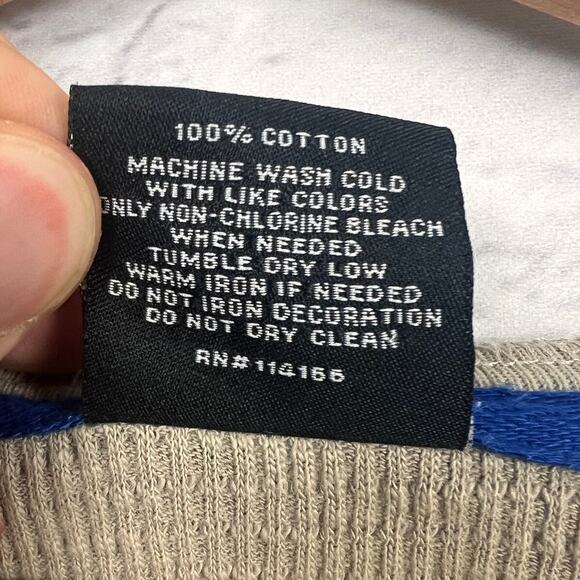 100% COTTON
MACHINE WASH COLD
WITH LIKE COLORS
ONLY NON-CHLORINE BLEACH
WHEN NEEDED
TUMBLE DRY LOW
WARM IRON IF NEEDED
DO NOT IRON DECORATION
DO NOT DRY CLEAN
RN#114155